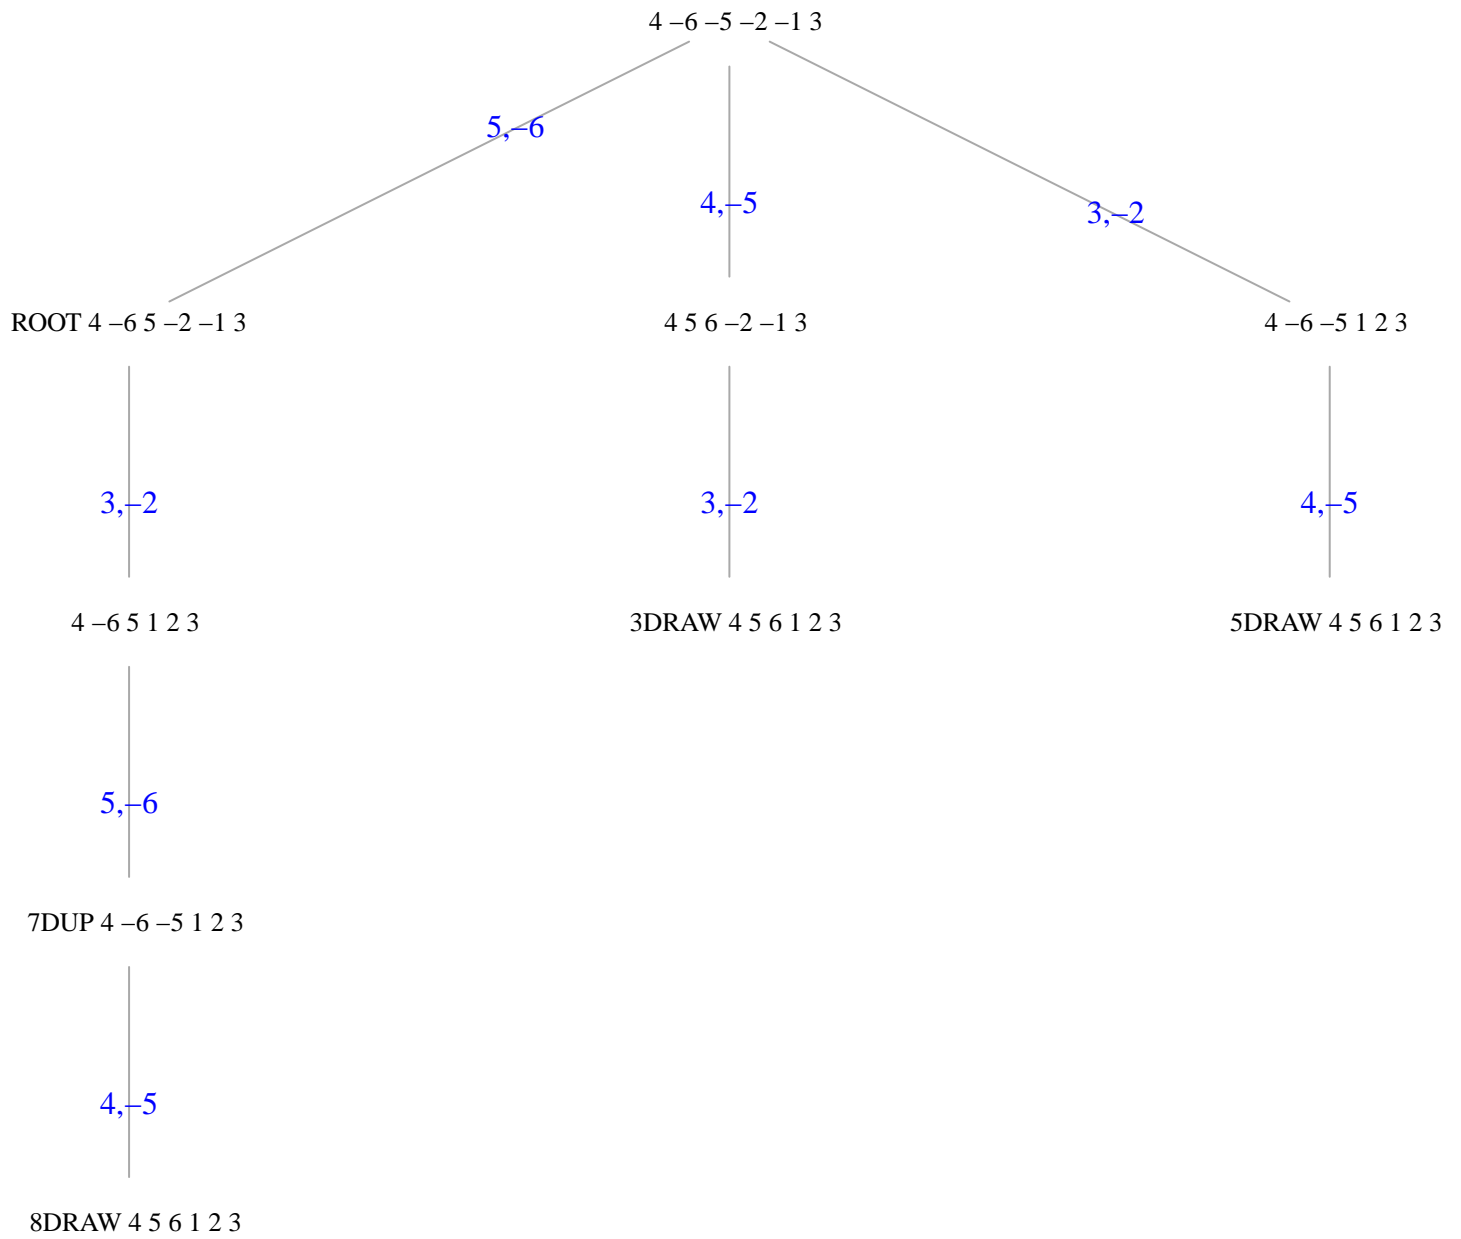 4 –6 –5 –2 –1 3
5,–6
4,–5
3,–2
ROOT 4 –6 5 –2 –1 3
4 5 6 –2 –1 3
4 –6 –5 1 2 3
3,–2
3,–2
4,–5
4 –6 5 1 2 3
3DRAW 4 5 6 1 2 3
5DRAW 4 5 6 1 2 3
5,–6
7DUP 4 –6 –5 1 2 3
4,–5
8DRAW 4 5 6 1 2 3